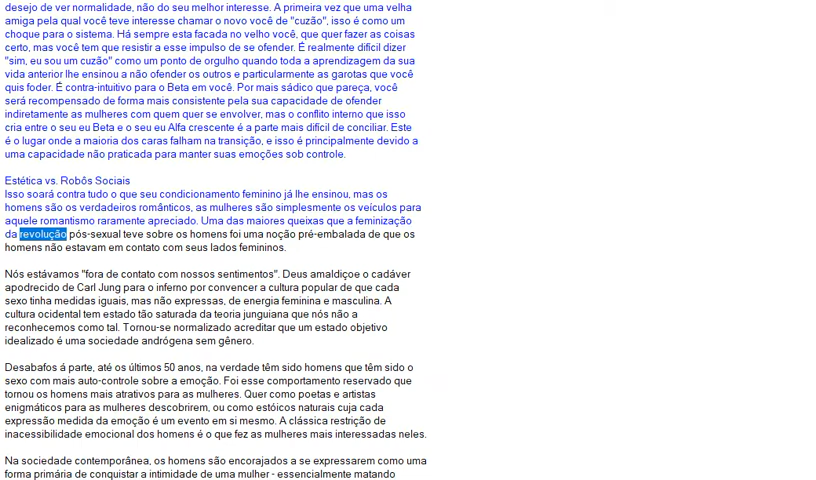 desejo de ver normalidade, não do seu melhor interesse. A primeira vez que uma velha
amiga pela qual você teve interesse chamar o novo você de "cuzão", isso é como um
choque para o sistema. Há sempre esta facada no velho você, que quer fazer as coisas
certo, mas você tem que resistir a esse impulso de se ofender. É realmente difícil dizer
"sim, eu sou um cuzão" como um ponto de orgulho quando toda a aprendizagem da sua
vida anterior lhe ensinou a não ofender os outros e particularmente as garotas que você
quis foder. É contra-intuitivo para o Beta em você. Por mais sádico que pareça, você
será recompensado de forma mais consistente pela sua capacidade de ofender
indiretamente as mulheres com quem quer se envolver, mas o conflito interno que isso
cria entre o seu eu Beta e o seu eu Alfa crescente é a parte mais difícil de conciliar. Este
é o lugar onde a maioria dos caras falham na transição, e isso é principalmente devido a
uma capacidade não praticada para manter suas emoções sob controle.
Estética vs. Robôs Sociais
Isso soará contra tudo o que seu condicionamento feminino já lhe ensinou, mas os
homens são os verdadeiros românticos, as mulheres são simplesmente os veículos para
aquele romantismo raramente apreciado. Uma das maiores queixas que a feminização
da revolução pós-sexual teve sobre os homens foi uma noção pré-embalada de que os
homens não estavam em contato com seus lados femininos.
Nós estávamos "fora de contato com nossos sentimentos". Deus amaldiçoe o cadáver
apodrecido de Carl Jung para o inferno por convencer a cultura popular de que cada
sexo tinha medidas iguais, mas não expressas, de energia feminina e masculina. A
cultura ocidental tem estado tão saturada da teoria junguiana que nós não a
reconhecemos como tal. Tornou-se normalizado acreditar que um estado objetivo
idealizado é uma sociedade andrógena sem gênero.
Desabafos á parte, até os últimos 50 anos, na verdade têm sido homens que têm sido o
sexo com mais auto-controle sobre a emoção. Foi esse comportamento reservado que
tornou os homens mais atrativos para as mulheres. Quer como poetas e artistas
enigmáticos para as mulheres descobrirem, ou como estóicos naturais cuja cada
expressão medida da emoção é um evento em si mesmo. A clássica restrição de
inacessibilidade emocional dos homens é o que fez as mulheres mais interessadas neles.
Na sociedade contemporânea, os homens são encorajados a se expressarem como uma
forma primária de conquistar a intimidade de uma mulher - essencialmente matando